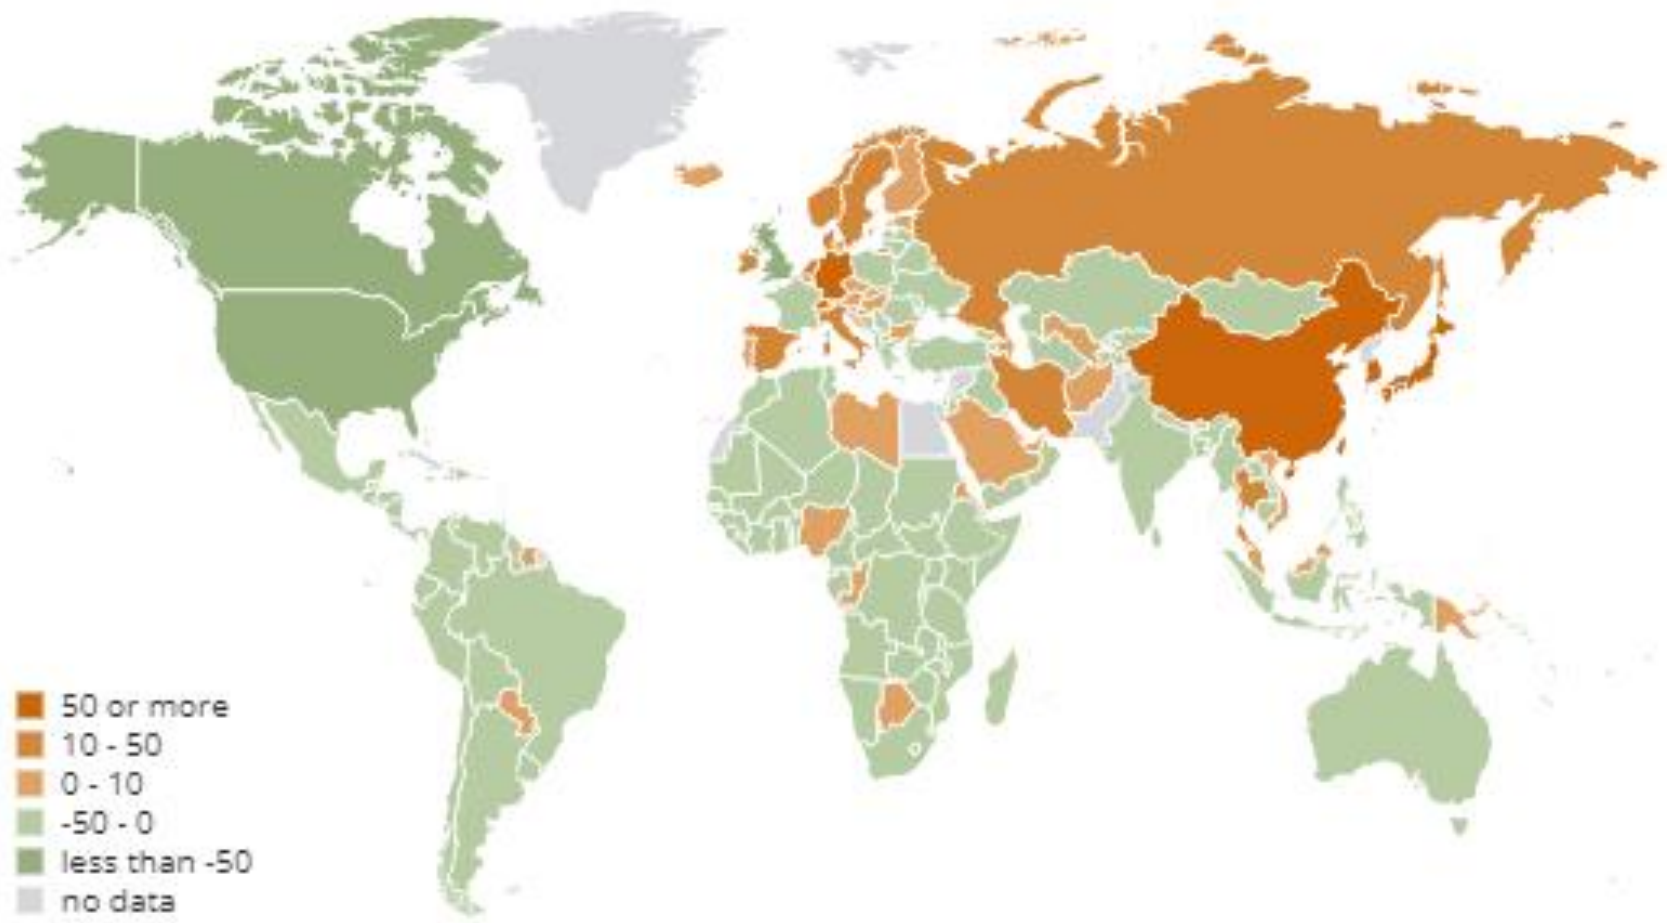 50 or more
10 - 50
0 - 10
-50 - 0
less than -50
no data